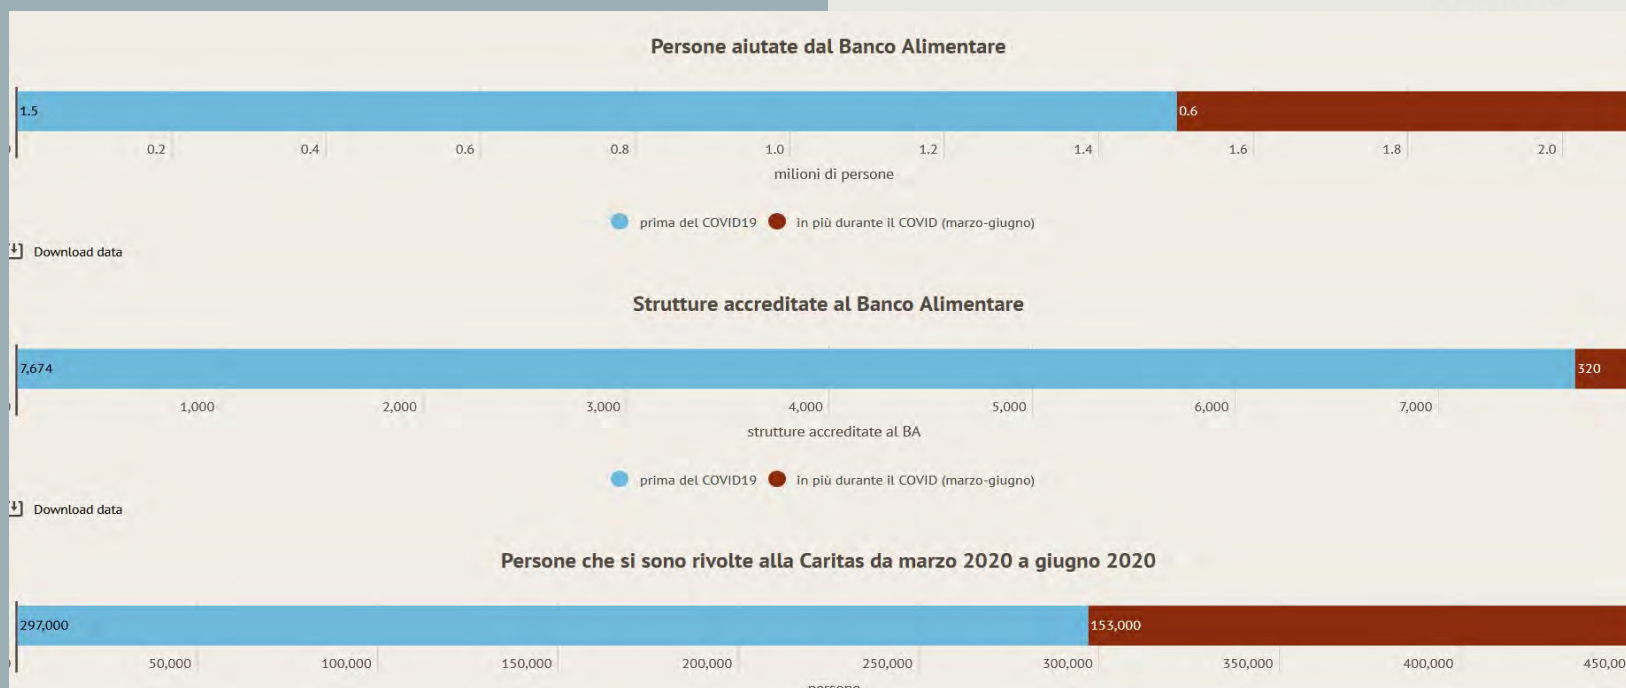 Persone aiutate dal Banco Alimentare
1.5 0.6
0.2 0.4 0.6 0.8 1.0 1.2 1.4 1.6 1.8 2.0
milioni di persone
prima del COVID19 in più durante il COVID (marzo-giugno)
Download data
Strutture accreditate al Banco Alimentare
7,674 320
1,000 2,000 3,000 4,000 5,000 6,000 7,000
strutture accreditate al BA
prima del COVID19 in più durante il COVID (marzo-giugno)
Download data
Persone che si sono rivolte alla Caritas da marzo 2020 a giugno 2020
297,000 153,000
50,000 100,000 150,000 200,000 250,000 300,000 350,000 400,000 450,00
persone